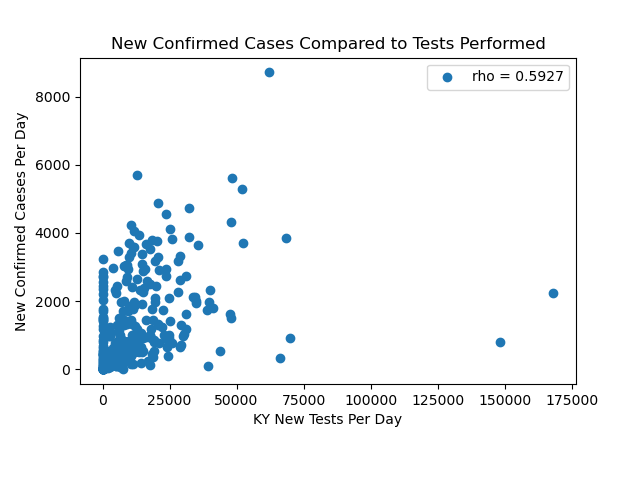 New Confirmed Cases Compared to Tests Performed
rho = 0.5927
New Confirmed Caeses Per Day
8000
6000
4000
2000
0
0 25000 50000 75000 100000 125000 150000 175000
KY New Tests Per Day